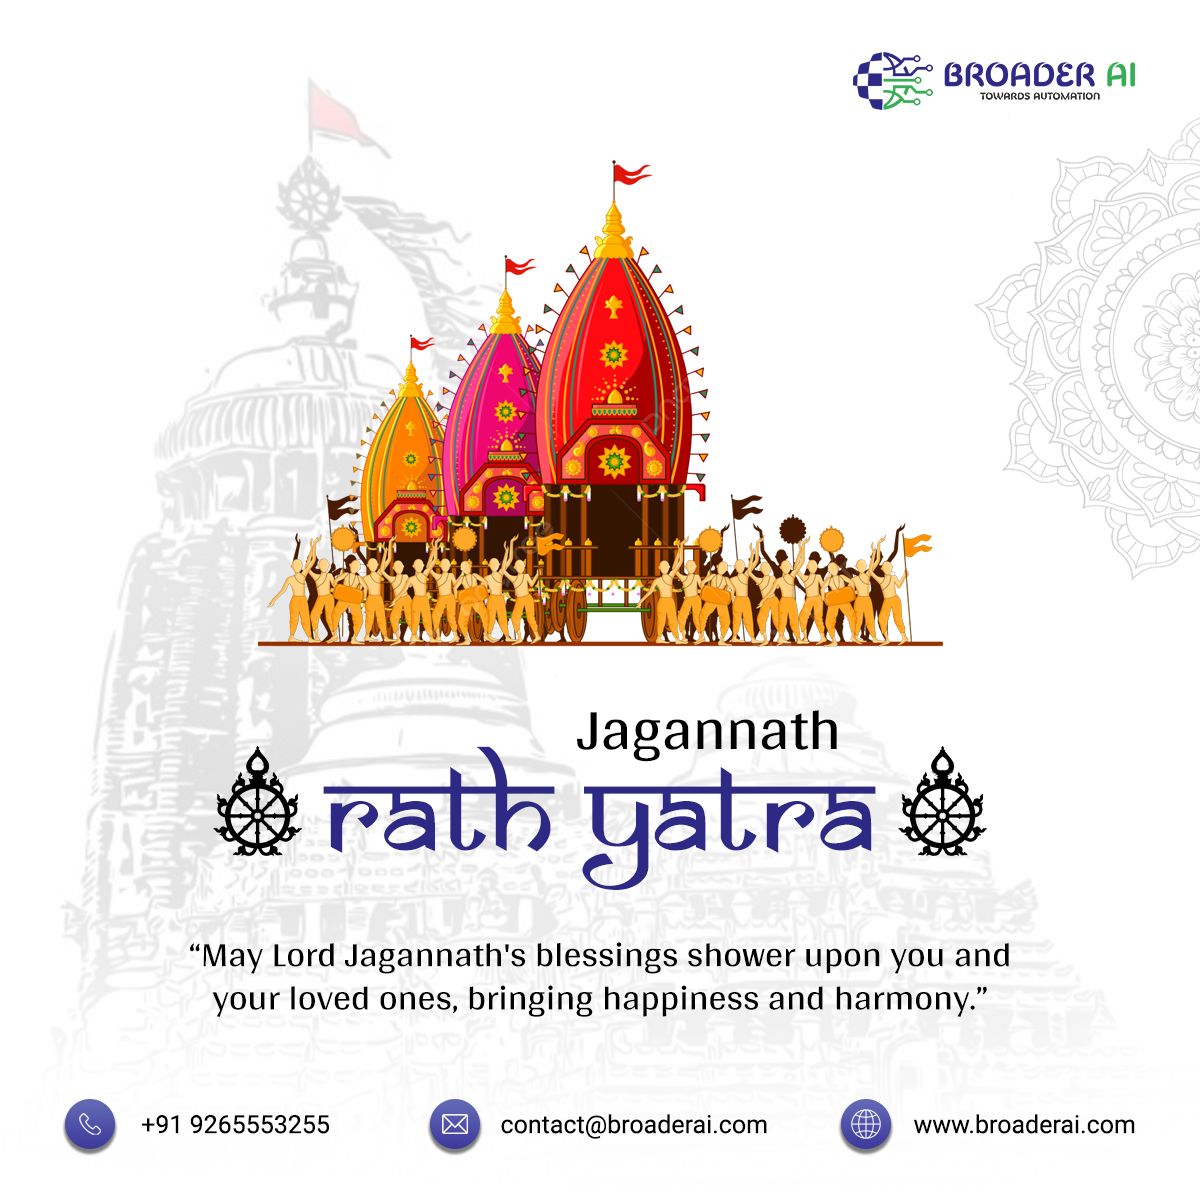 BROADER AI
TOWARDS AUTOMATION
Jagannath
rath yatra
“May Lord Jagannath's blessings shower upon you and
your loved ones, bringing happiness and harmony.”
+91 9265553255
contact@broaderai.com
www.broaderai.com